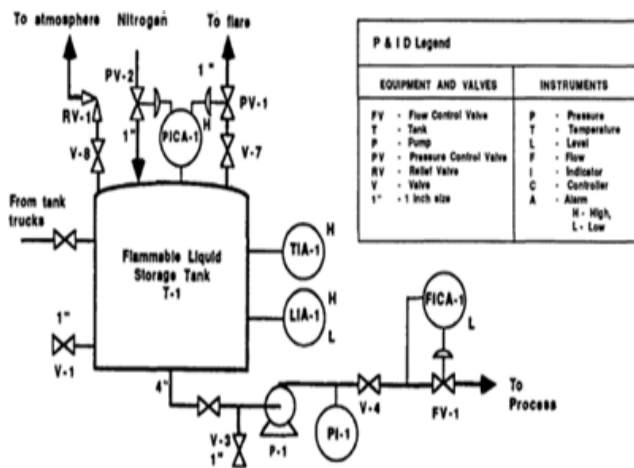 To atmosphere
Nitrogen
To flare
PV-2
1"
PV-1
RV-1
H
PICA-1
1"
V-8
V-7
From tank
trucks
Flammable Liquid
Storage Tank
T-1
H
TIA-1
H
LIA-1
L
1"
V-1
4"
V-3
1"
P-1
PI-1
V-4
FICA-1
L
FV-1
To
Process
P & I D Legend
EQUIPMENT AND VALVES
FV - Flow Control Valve
T - Tank
P - Pump
PV - Pressure Control Valve
RV - Relief Valve
V - Valve
1" - 1 inch size
INSTRUMENTS
P - Pressure
T - Temperature
L - Level
F - Flow
I - Indicator
C - Controller
A - Alarm
H - High,
L - Low